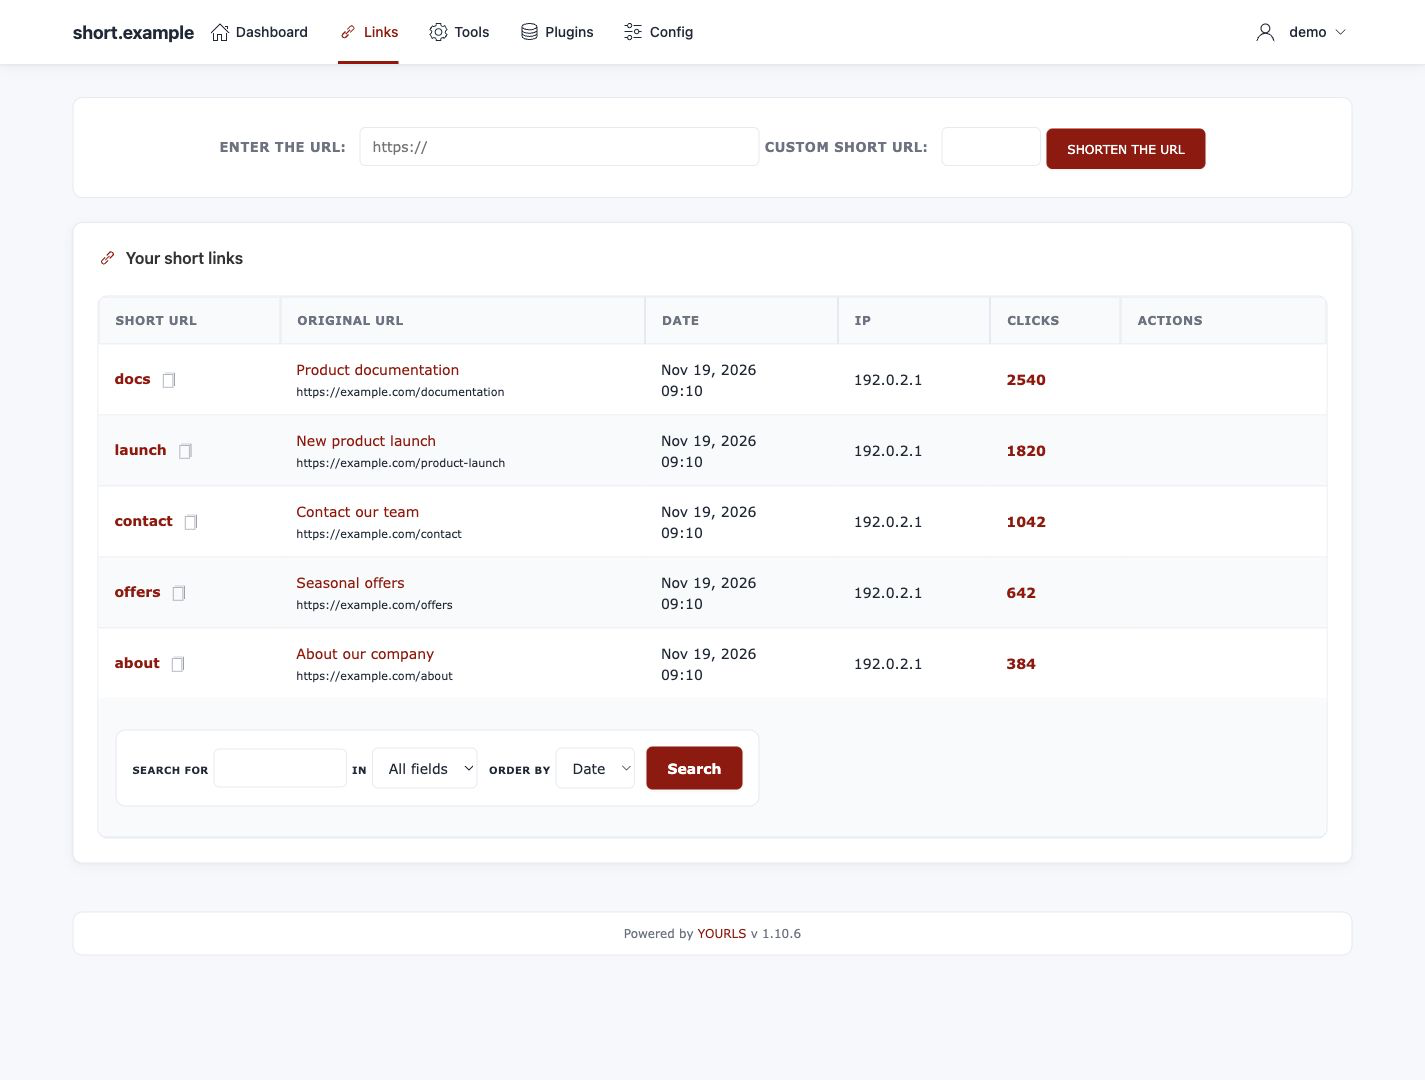 short.example Dashboard Links Tools Plugins Config demo
ENTER THE URL: https:// CUSTOM SHORT URL: SHORTEN THE URL
Your short links
SHORT URL ORIGINAL URL DATE IP CLICKS ACTIONS
docs Product documentation Nov 19, 2026 192.0.2.1 2540
https://example.com/documentation 09:10
launch New product launch Nov 19, 2026 192.0.2.1 1820
https://example.com/product-launch 09:10
contact Contact our team Nov 19, 2026 192.0.2.1 1042
https://example.com/contact 09:10
offers Seasonal offers Nov 19, 2026 192.0.2.1 642
https://example.com/offers 09:10
about About our company Nov 19, 2026 192.0.2.1 384
https://example.com/about 09:10
SEARCH FOR IN All fields ORDER BY Date Search
Powered by YOURLS v 1.10.6